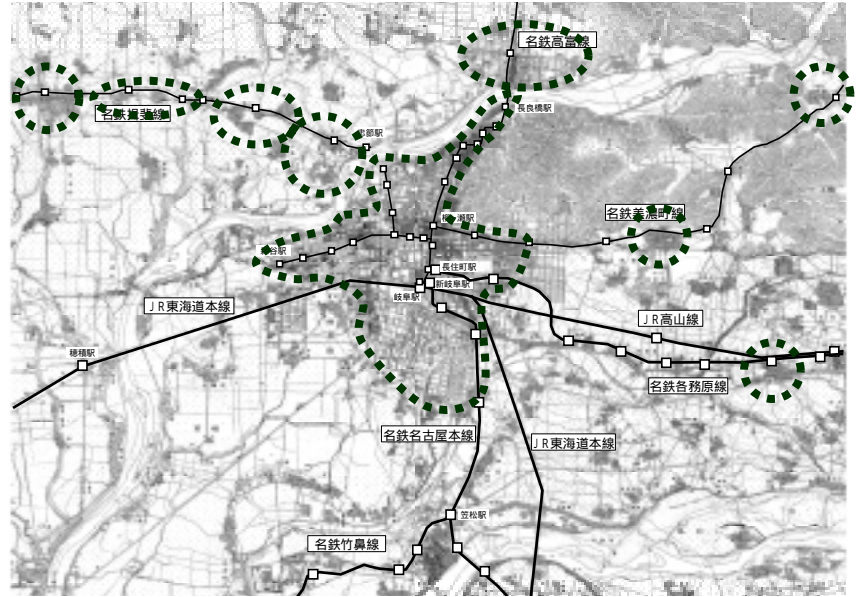 名鉄高富線
長良橋駅
名鉄揖斐線
忠節駅
名鉄美濃町線
柳ヶ瀬駅
長住町駅
新岐阜駅
岐阜駅
ＪＲ東海道本線
ＪＲ高山線
穂積駅
名鉄各務原線
名鉄名古屋本線
ＪＲ東海道本線
笠松駅
名鉄竹鼻線